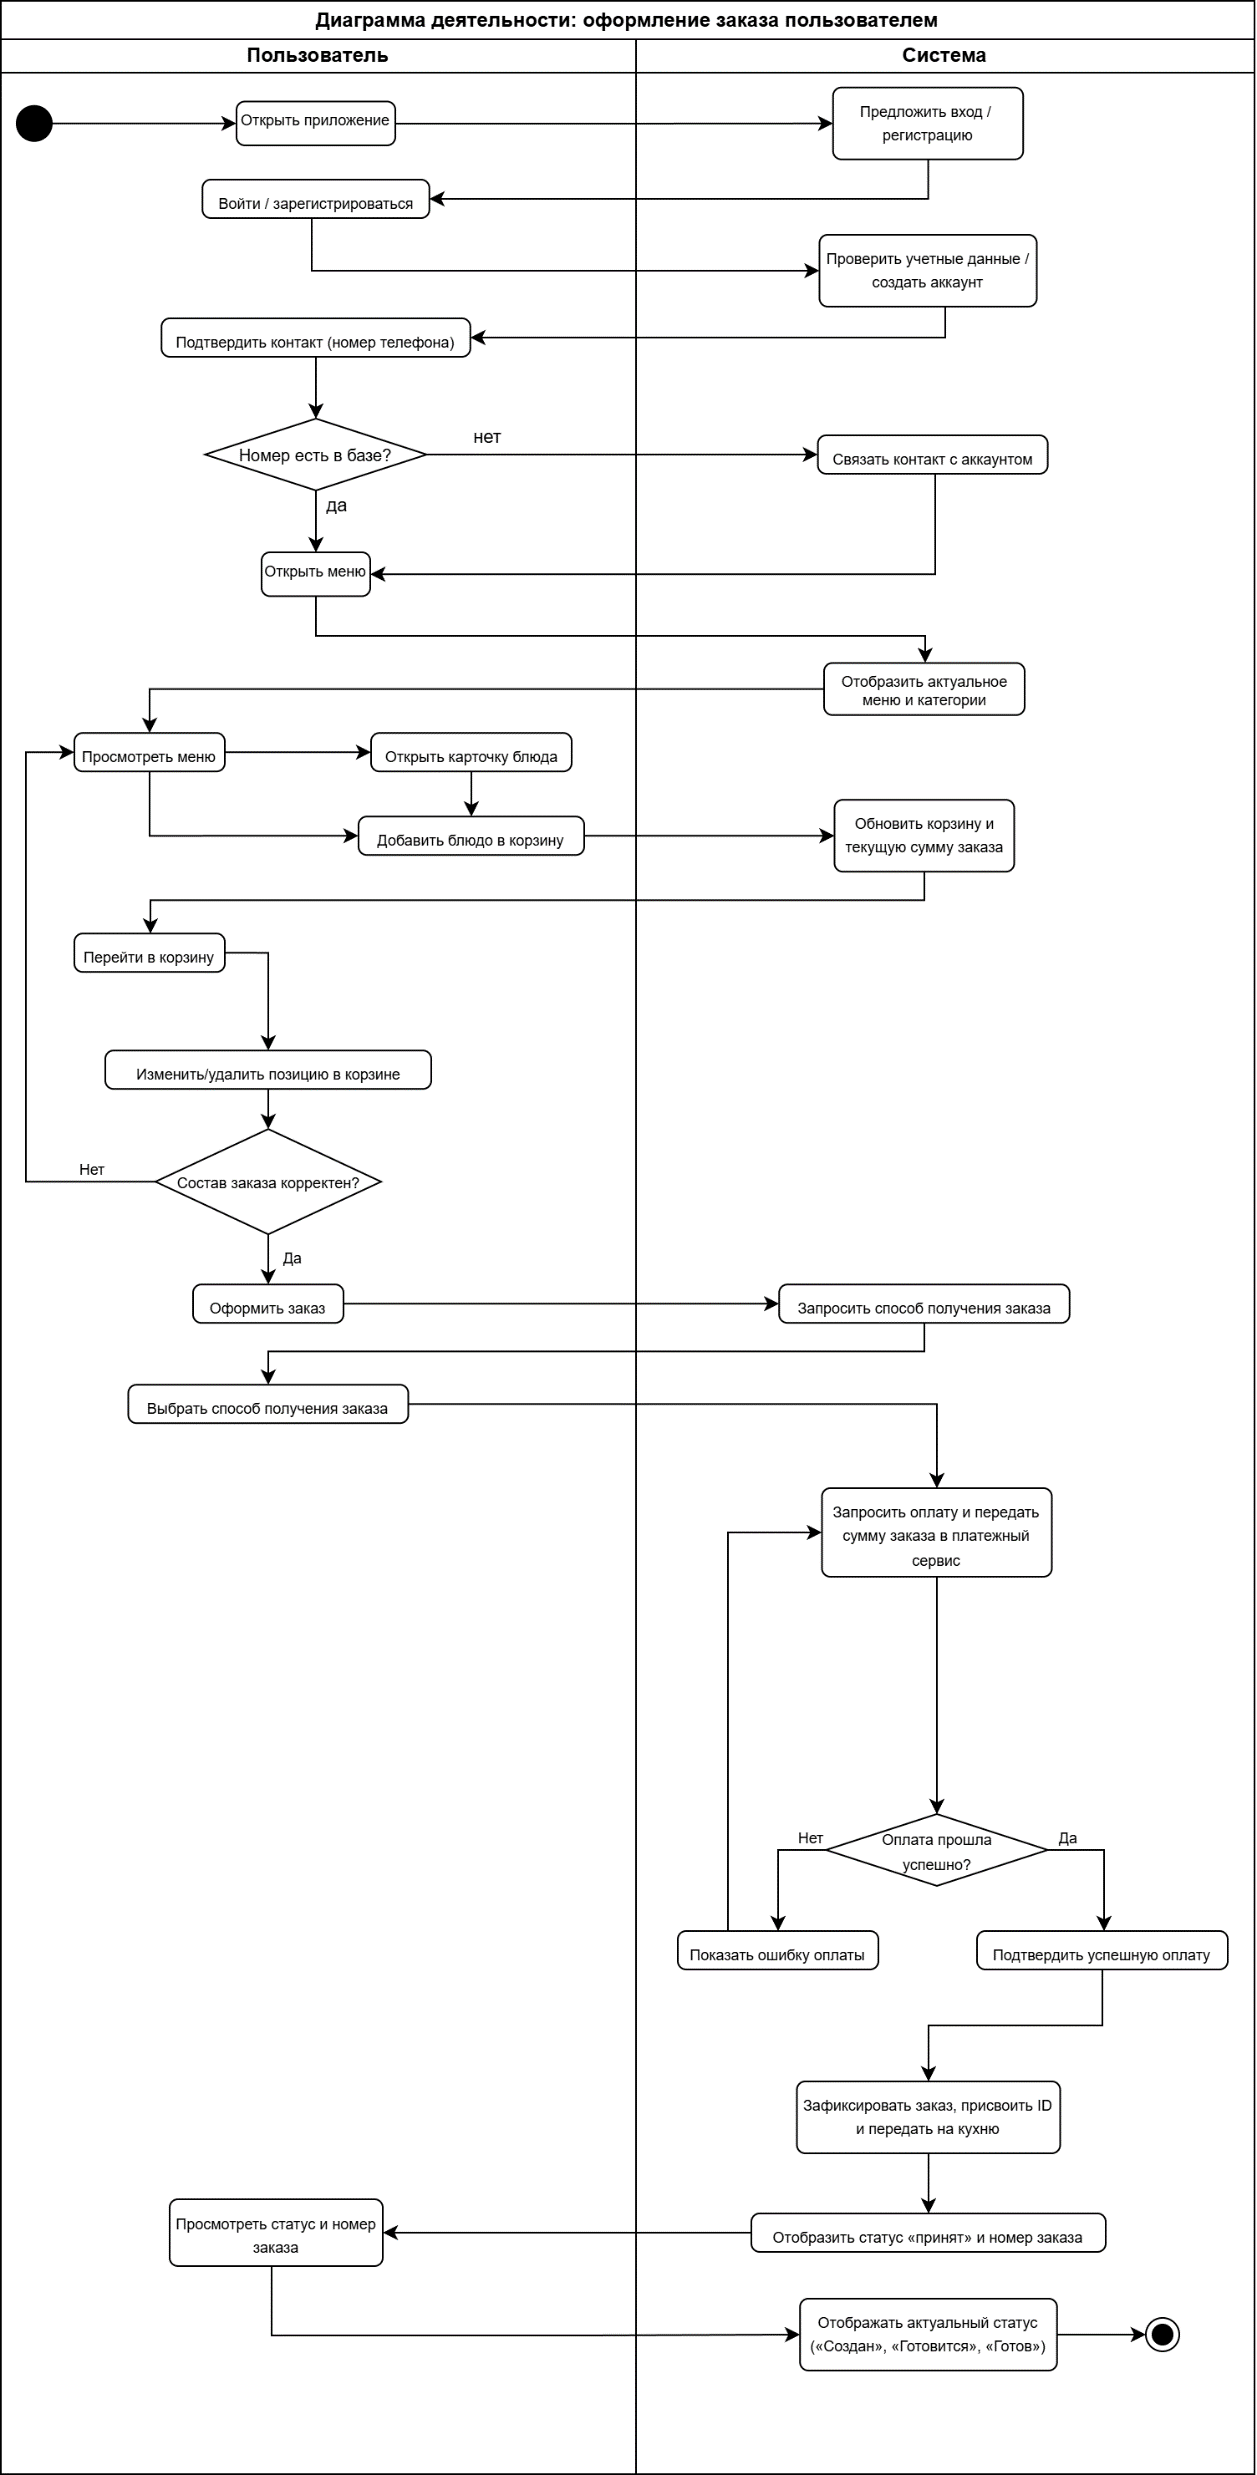 Диаграмма деятельности: оформление заказа пользователем
Пользователь
Система
Открыть приложение
Предложить вход /
регистрацию
Войти / зарегистрироваться
Проверить учетные данные /
создать аккаунт
Подтвердить контакт (номер телефона)
Номер есть в базе?
нет
Связать контакт с аккаунтом
да
Открыть меню
Отобразить актуальное
меню и категории
Просмотреть меню
Открыть карточку блюда
Добавить блюдо в корзину
Обновить корзину и
текущую сумму заказа
Перейти в корзину
Изменить/удалить позицию в корзине
Нет
Состав заказа корректен?
Да
Оформить заказ
Запросить способ получения заказа
Выбрать способ получения заказа
Запросить оплату и передать
сумму заказа в платежный
сервис
Нет
Оплата прошла
успешно?
Да
Показать ошибку оплаты
Подтвердить успешную оплату
Зафиксировать заказ, присвоить ID
и передать на кухню
Просмотреть статус и номер
заказа
Отобразить статус «принят» и номер заказа
Отображать актуальный статус
(«Создан», «Готовится», «Готов»)